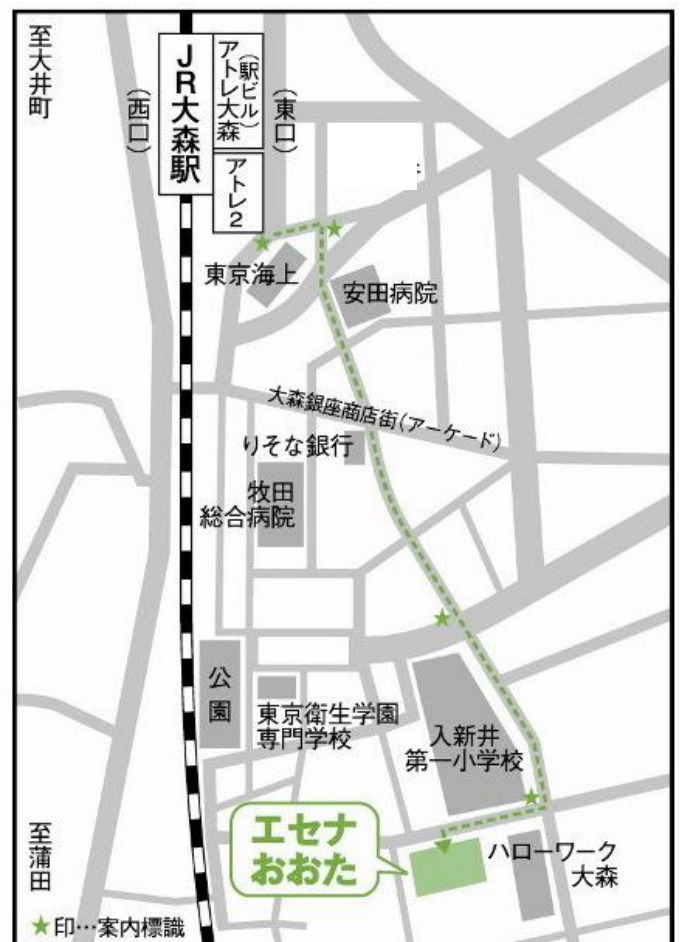 至大井町
(西口)
JR大森駅
(駅ビル)
アトレ大森
アトレ2
(東口)
東京海上
安田病院
大森銀座商店街(アーケード)
りそな銀行
牧田
総合病院
公園
東京衛生学園
専門学校
入新井
第一小学校
エセナ
おおた
ハローワーク
大森
至蒲田
★印…案内標識